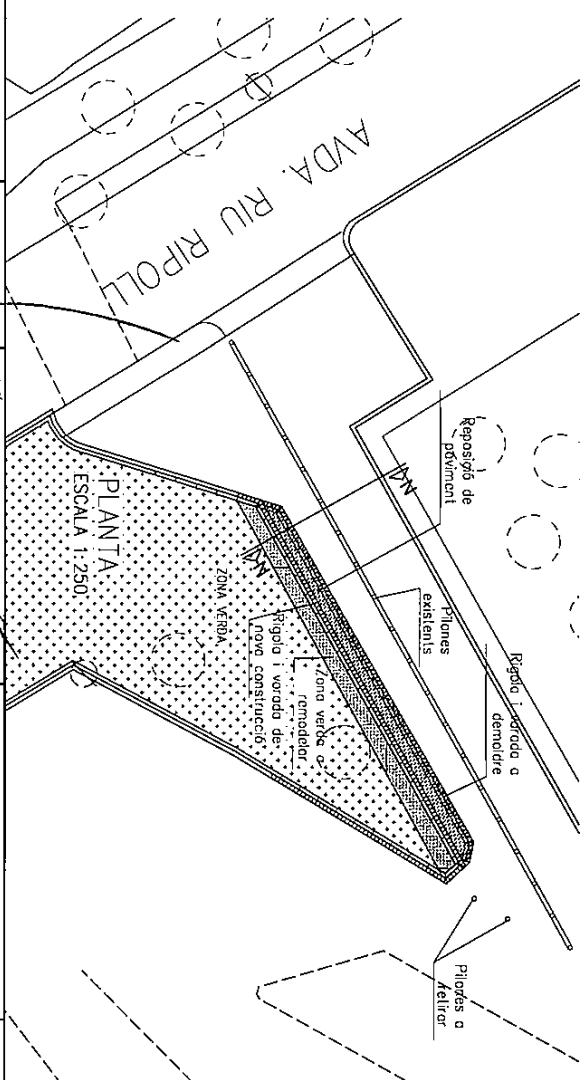 AVDA. RIU RIPOLL
Reposició de
paviment
Pilones
existents
Rigola i vorada a
demoldre
PLANTA
ESCALA 1:250
ZONA VERDA
Zona verda a
remodelar
Rigola i vorada de
nova construcció
Pilones a
retirar